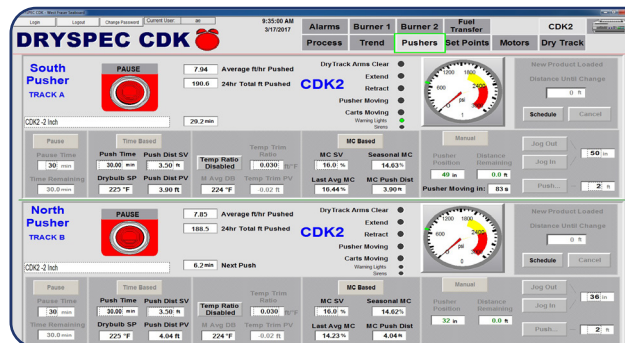 Login Logout Change Password Current User:
9:35:00 AM
3/17/2017
Alarms Burner 1 Burner 2 Fuel Transfer CDK2
Process Trend Pushers Set Points Motors Dry Track
DRYSPEC CDK
South Pusher
TRACK A
PAUSE
7.94 Average ft/hr Pushed
190.6 24hr Total ft Pushed
CDK2 -2 Inch
29.2 min
CDK2
DryTrack Arms Clear
Extend
Retract
Pusher Moving
Carts Moving
Warning Lights
Sirens
600 1200 1800 2400
psi
New Product Loaded
Distance Until Change
0 ft
Schedule Cancel
Pause
Pause Time
30 min
Time Remaining
30.0 min
Time Based
Push Time Push Dist SV
30.00 min 3.50 ft
Drybulb SP Push Dist PV
225 °F 3.90 ft
Temp Ratio Disabled
Temp Trim Ratio
0.030 ft/°F
M Avg DB Temp Trim PV
224 °F -0.02 ft
MC Based
MC SV Seasonal MC
16.0 % 14.63%
Last Avg MC MC Push Dist
16.44% 3.90 ft
Manual
Pusher Position Distance Remaining
49 in 0.0 ft
Pusher Moving in: 83 s
Jog Out
Jog In
50 in
Push... 2 ft
North Pusher
TRACK B
PAUSE
7.85 Average ft/hr Pushed
188.5 24hr Total ft Pushed
CDK2 -2 Inch
6.2 min Next Push
CDK2
DryTrack Arms Clear
Extend
Retract
Pusher Moving
Carts Moving
Warning Lights
Sirens
600 1200 1800 2400
psi
New Product Loaded
Distance Until Change
0 ft
Schedule Cancel
Pause
Pause Time
30 min
Time Remaining
30.0 min
Time Based
Push Time Push Dist SV
30.00 min 3.50 ft
Drybulb SP Push Dist PV
225 °F 4.04 ft
Temp Ratio Disabled
Temp Trim Ratio
0.030 ft/°F
M Avg DB Temp Trim PV
224 °F -0.02 ft
MC Based
MC SV Seasonal MC
16.0 % 14.62%
Last Avg MC MC Push Dist
14.23% 4.04 ft
Manual
Pusher Position Distance Remaining
32 in 0.0 ft
Jog Out
Jog In
36 in
Push... 2 ft